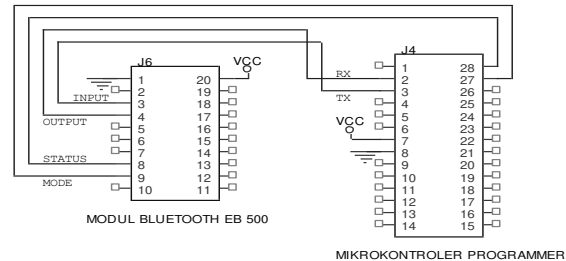 J6
VCC
1 20
2 19
INPUT 3 18
4 17
OUTPUT 5 16
6 15
7 14
STATUS 8 13
9 12
MODE 10 11
MODUL BLUETOOTH EB 500
J4
1 28
RX 2 27
3 26
TX 4 25
5 24
VCC 6 23
7 22
8 21
9 20
10 19
11 18
12 17
13 16
14 15
MIKROKONTROLER PROGRAMMER